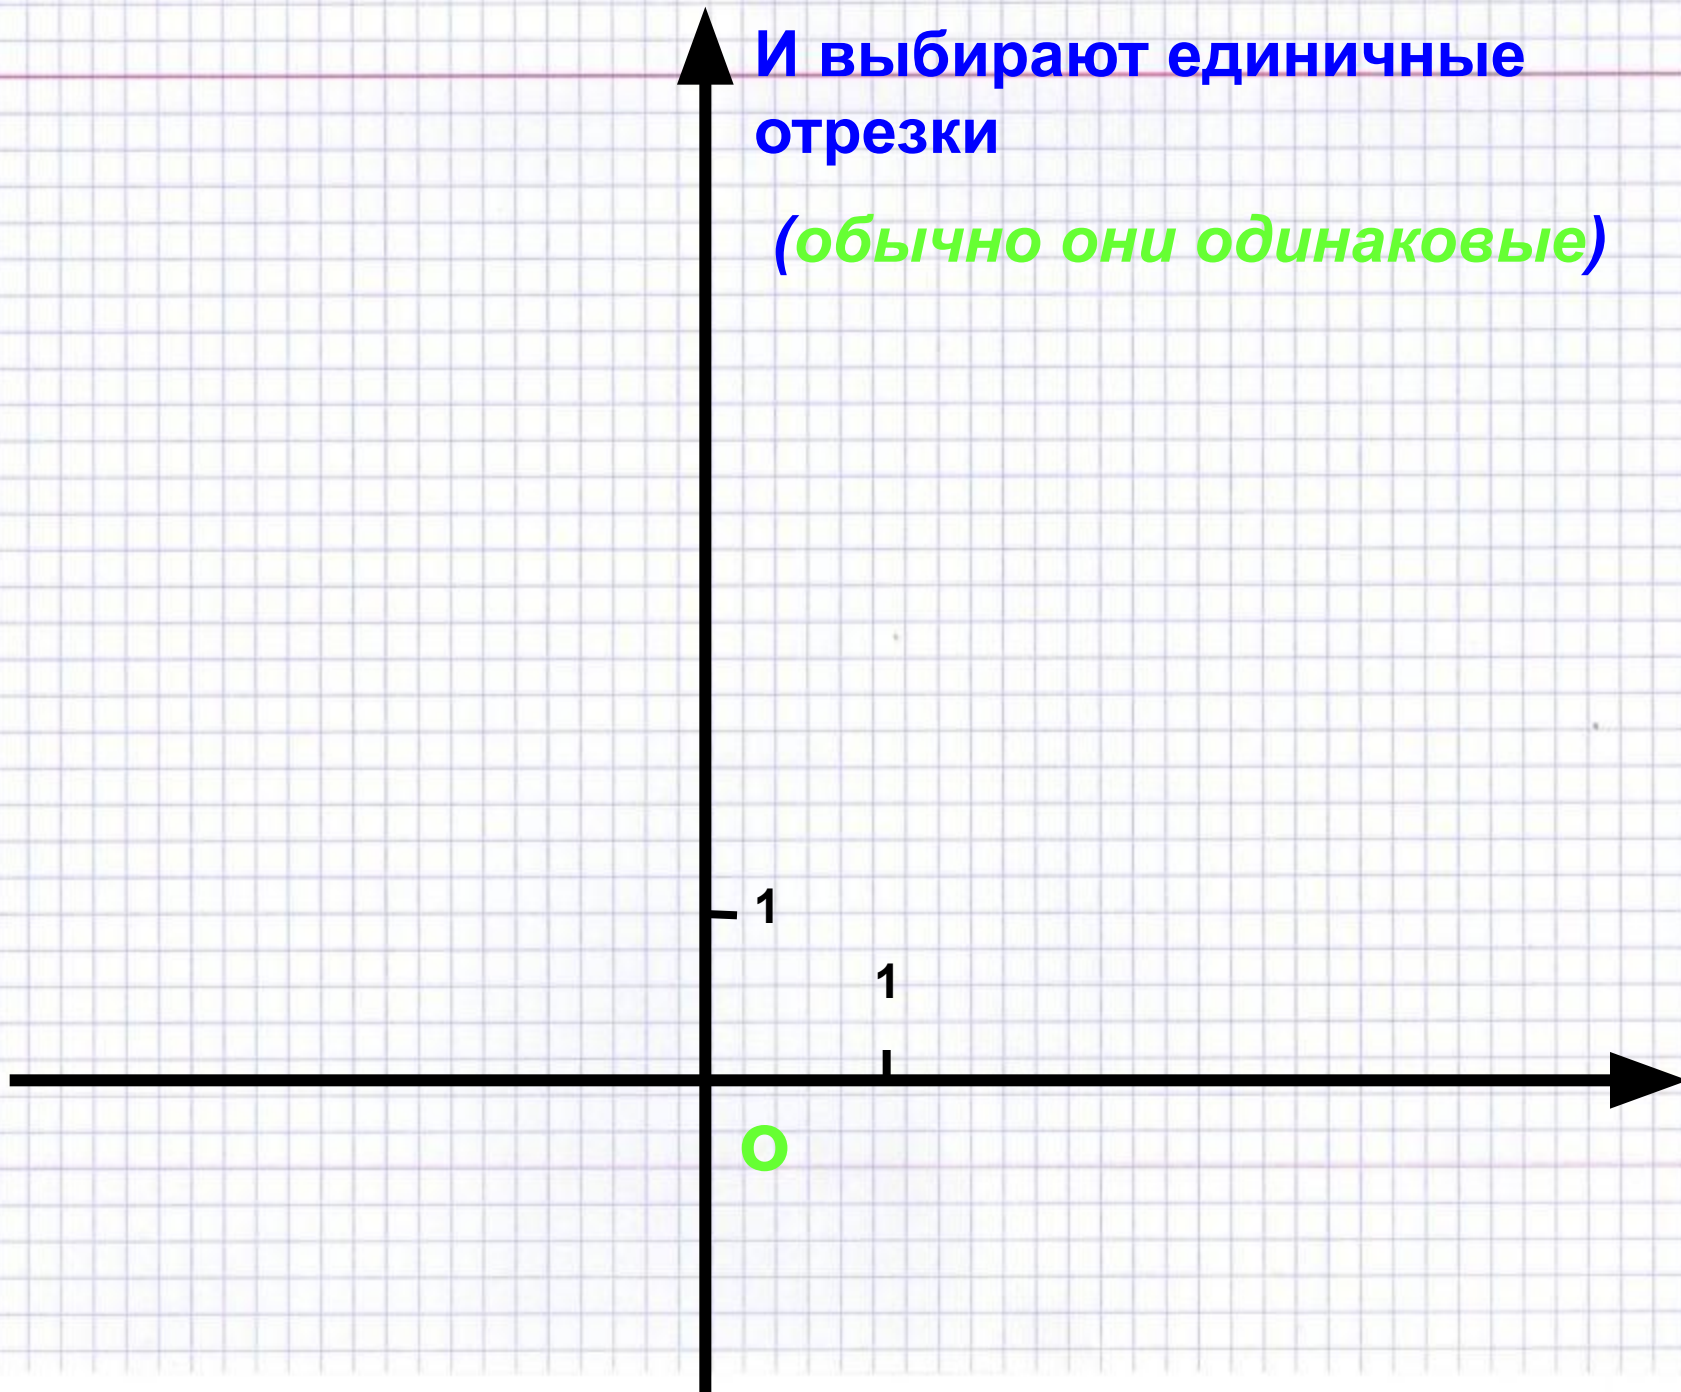 И выбирают единичные
отрезки
(обычно они одинаковые)
1
1
о